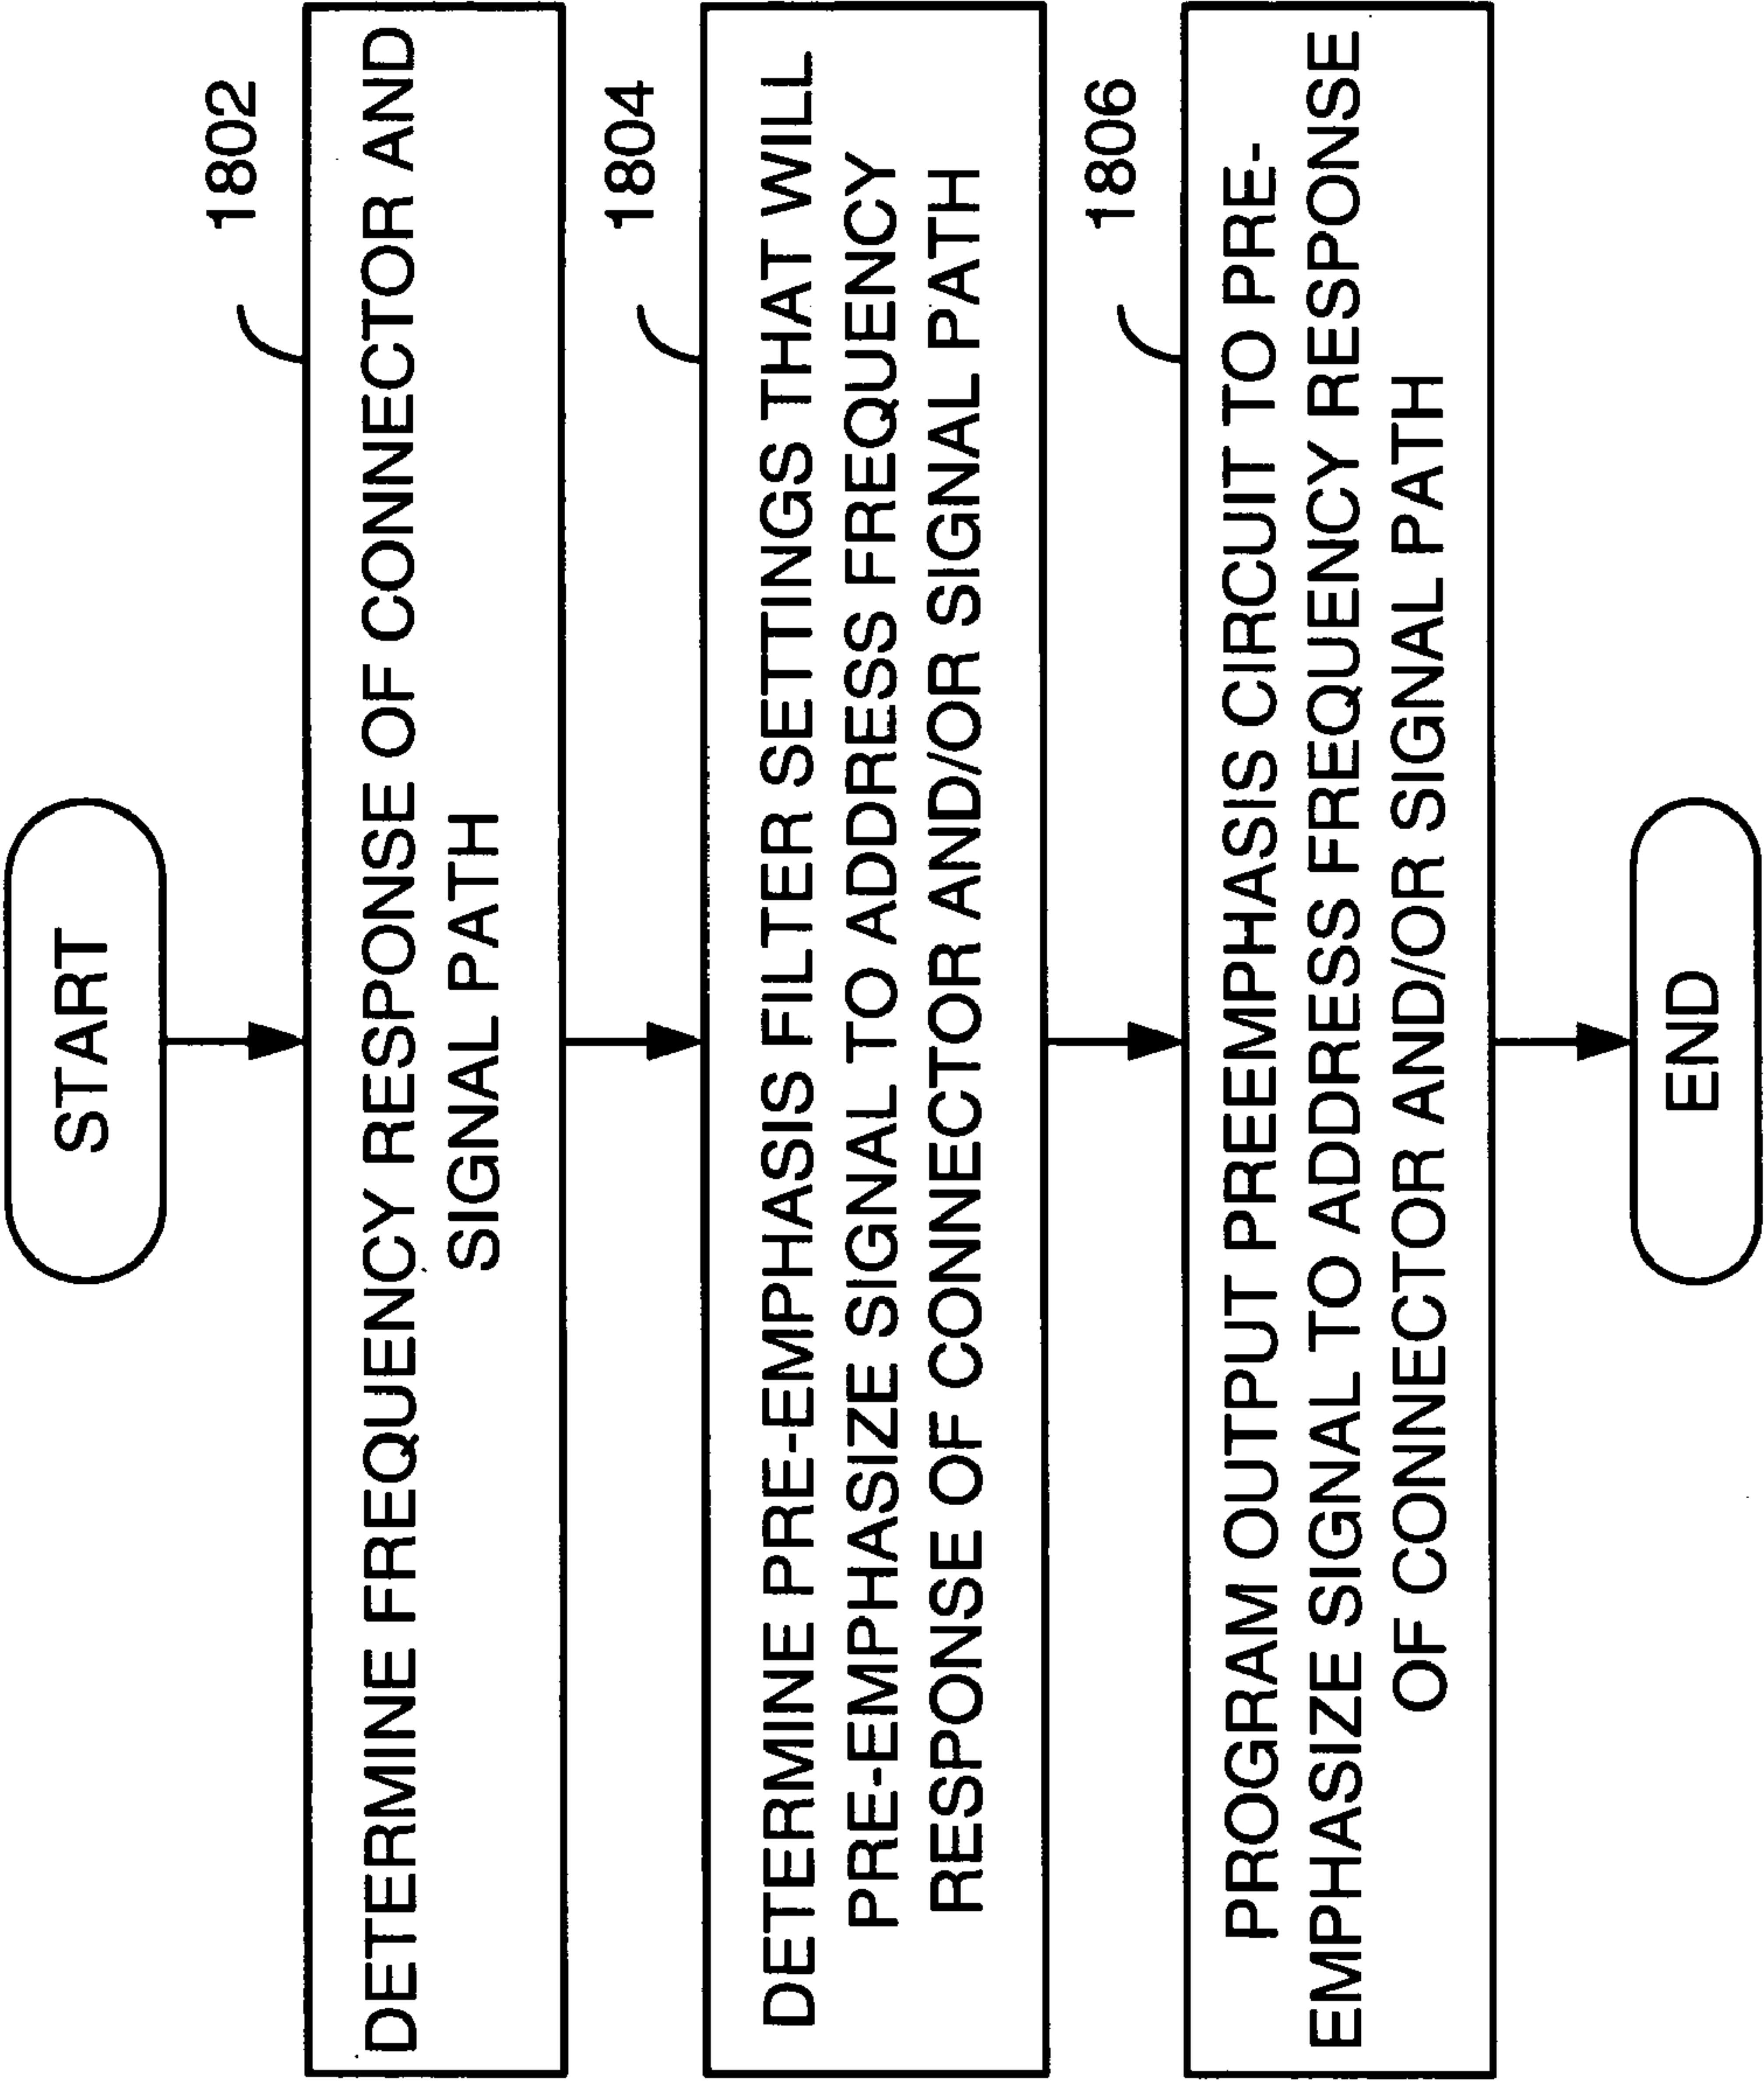 START
1802
DETERMINE FREQUENCY RESPONSE OF CONNECTOR AND
SIGNAL PATH
1804
DETERMINE PRE-EMPHASIS FILTER SETTINGS THAT WILL
PRE-EMPHASIZE SIGNAL TO ADDRESS FREQUENCY
RESPONSE OF CONNECTOR AND/OR SIGNAL PATH
1806
PROGRAM OUTPUT PREEMPHASIS CIRCUIT TO PRE-
EMPHASIZE SIGNAL TO ADDRESS FREQUENCY RESPONSE
OF CONNECTOR AND/OR SIGNAL PATH
END